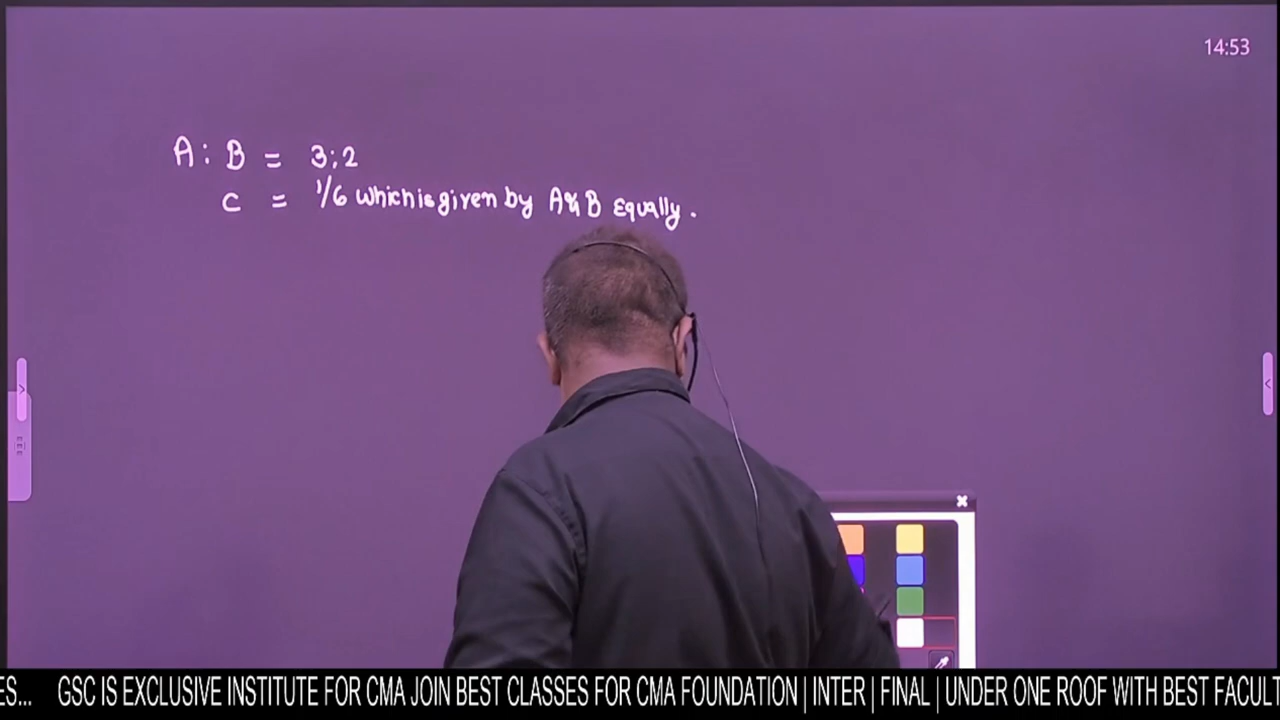 14:53
A : B = 3:2
C = 1/6 which is given by A & B Equally.
ES... GSC IS EXCLUSIVE INSTITUTE FOR CMA JOIN BEST CLASSES FOR CMA FOUNDATION | INTER | FINAL | UNDER ONE ROOF WITH BEST FACULT